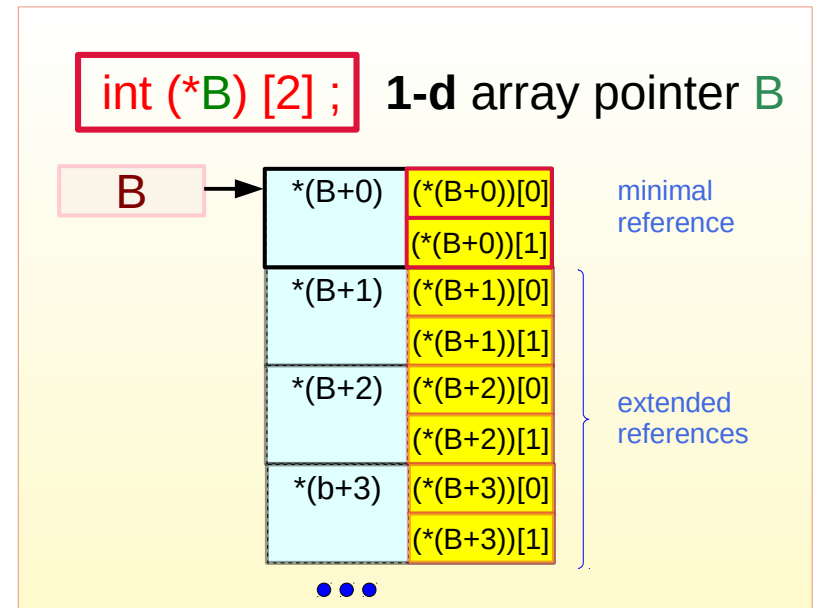 int (*B) [2] ; 1-d array pointer B
B
*(B+0) (*(B+0))[0] minimal
reference
(*(B+0))[1]
*(B+1) (*(B+1))[0]
(*(B+1))[1]
*(B+2) (*(B+2))[0] extended
references
(*(B+2))[1]
*(b+3) (*(B+3))[0]
(*(B+3))[1]